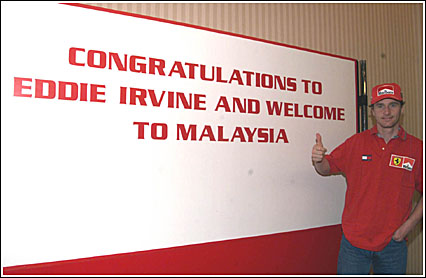 CONGRATULATIONS TO
EDDIE IRVINE AND WELCOME
TO MALAYSIA